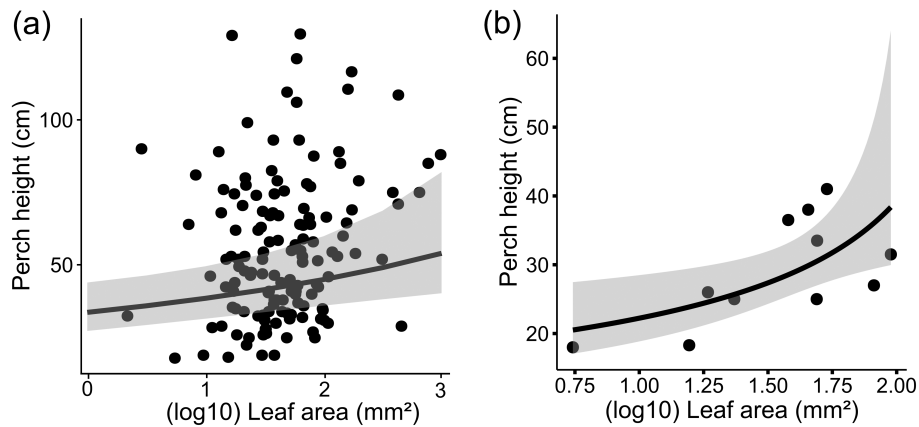 (a)
Perch height (cm)
100
50
0
1
2
3
(log10) Leaf area (mm²)
(b)
Perch height (cm)
60
50
40
30
20
0.75
1.00
1.25
1.50
1.75
2.00
(log10) Leaf area (mm²)